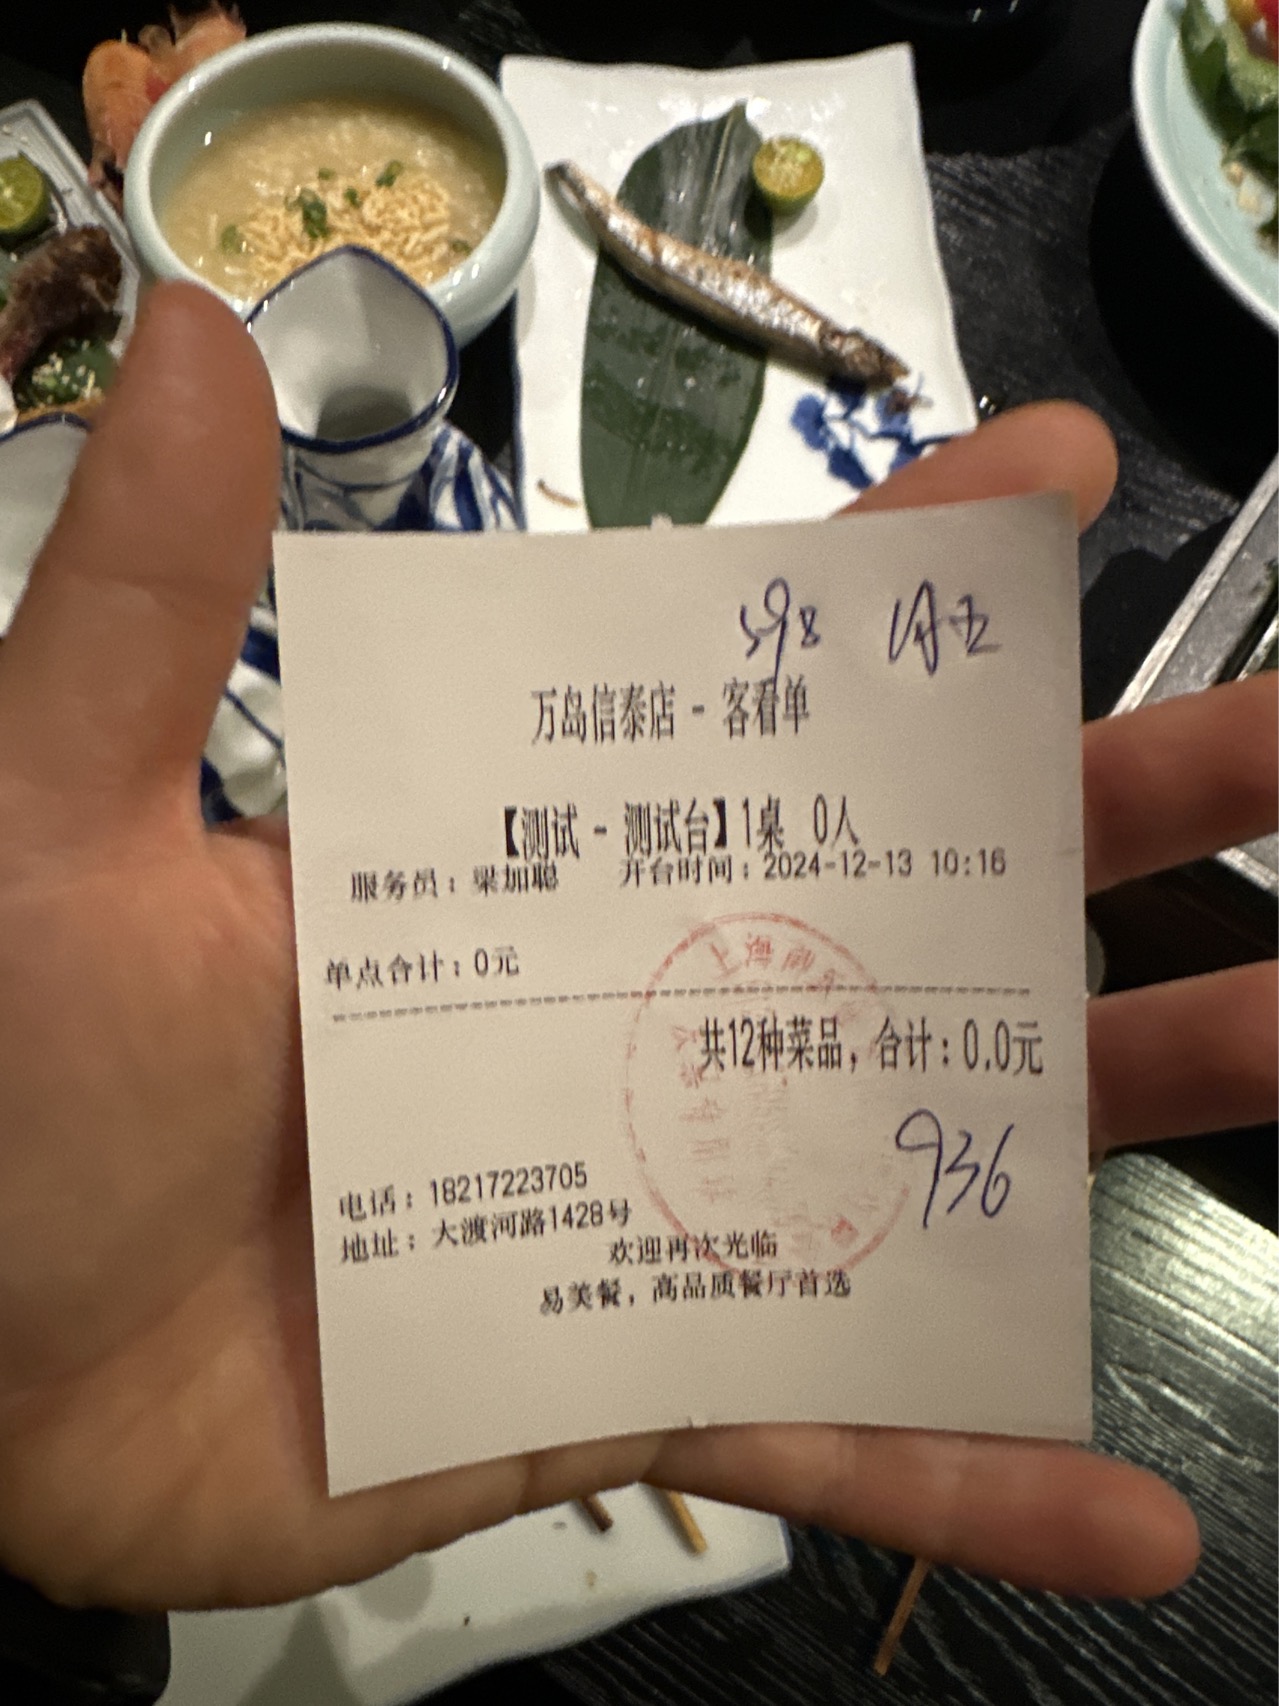 598
万岛信泰店 - 客看单
【测试 - 测试台】1桌 0人
服务员：梁加聪 开台时间：2024-12-13 10:16
单点合计：0元
共12种菜品，合计：0.0元
936
电话：18217223705
地址：大渡河路1428号
欢迎再次光临
易美餐，高品质餐厅首选
上海